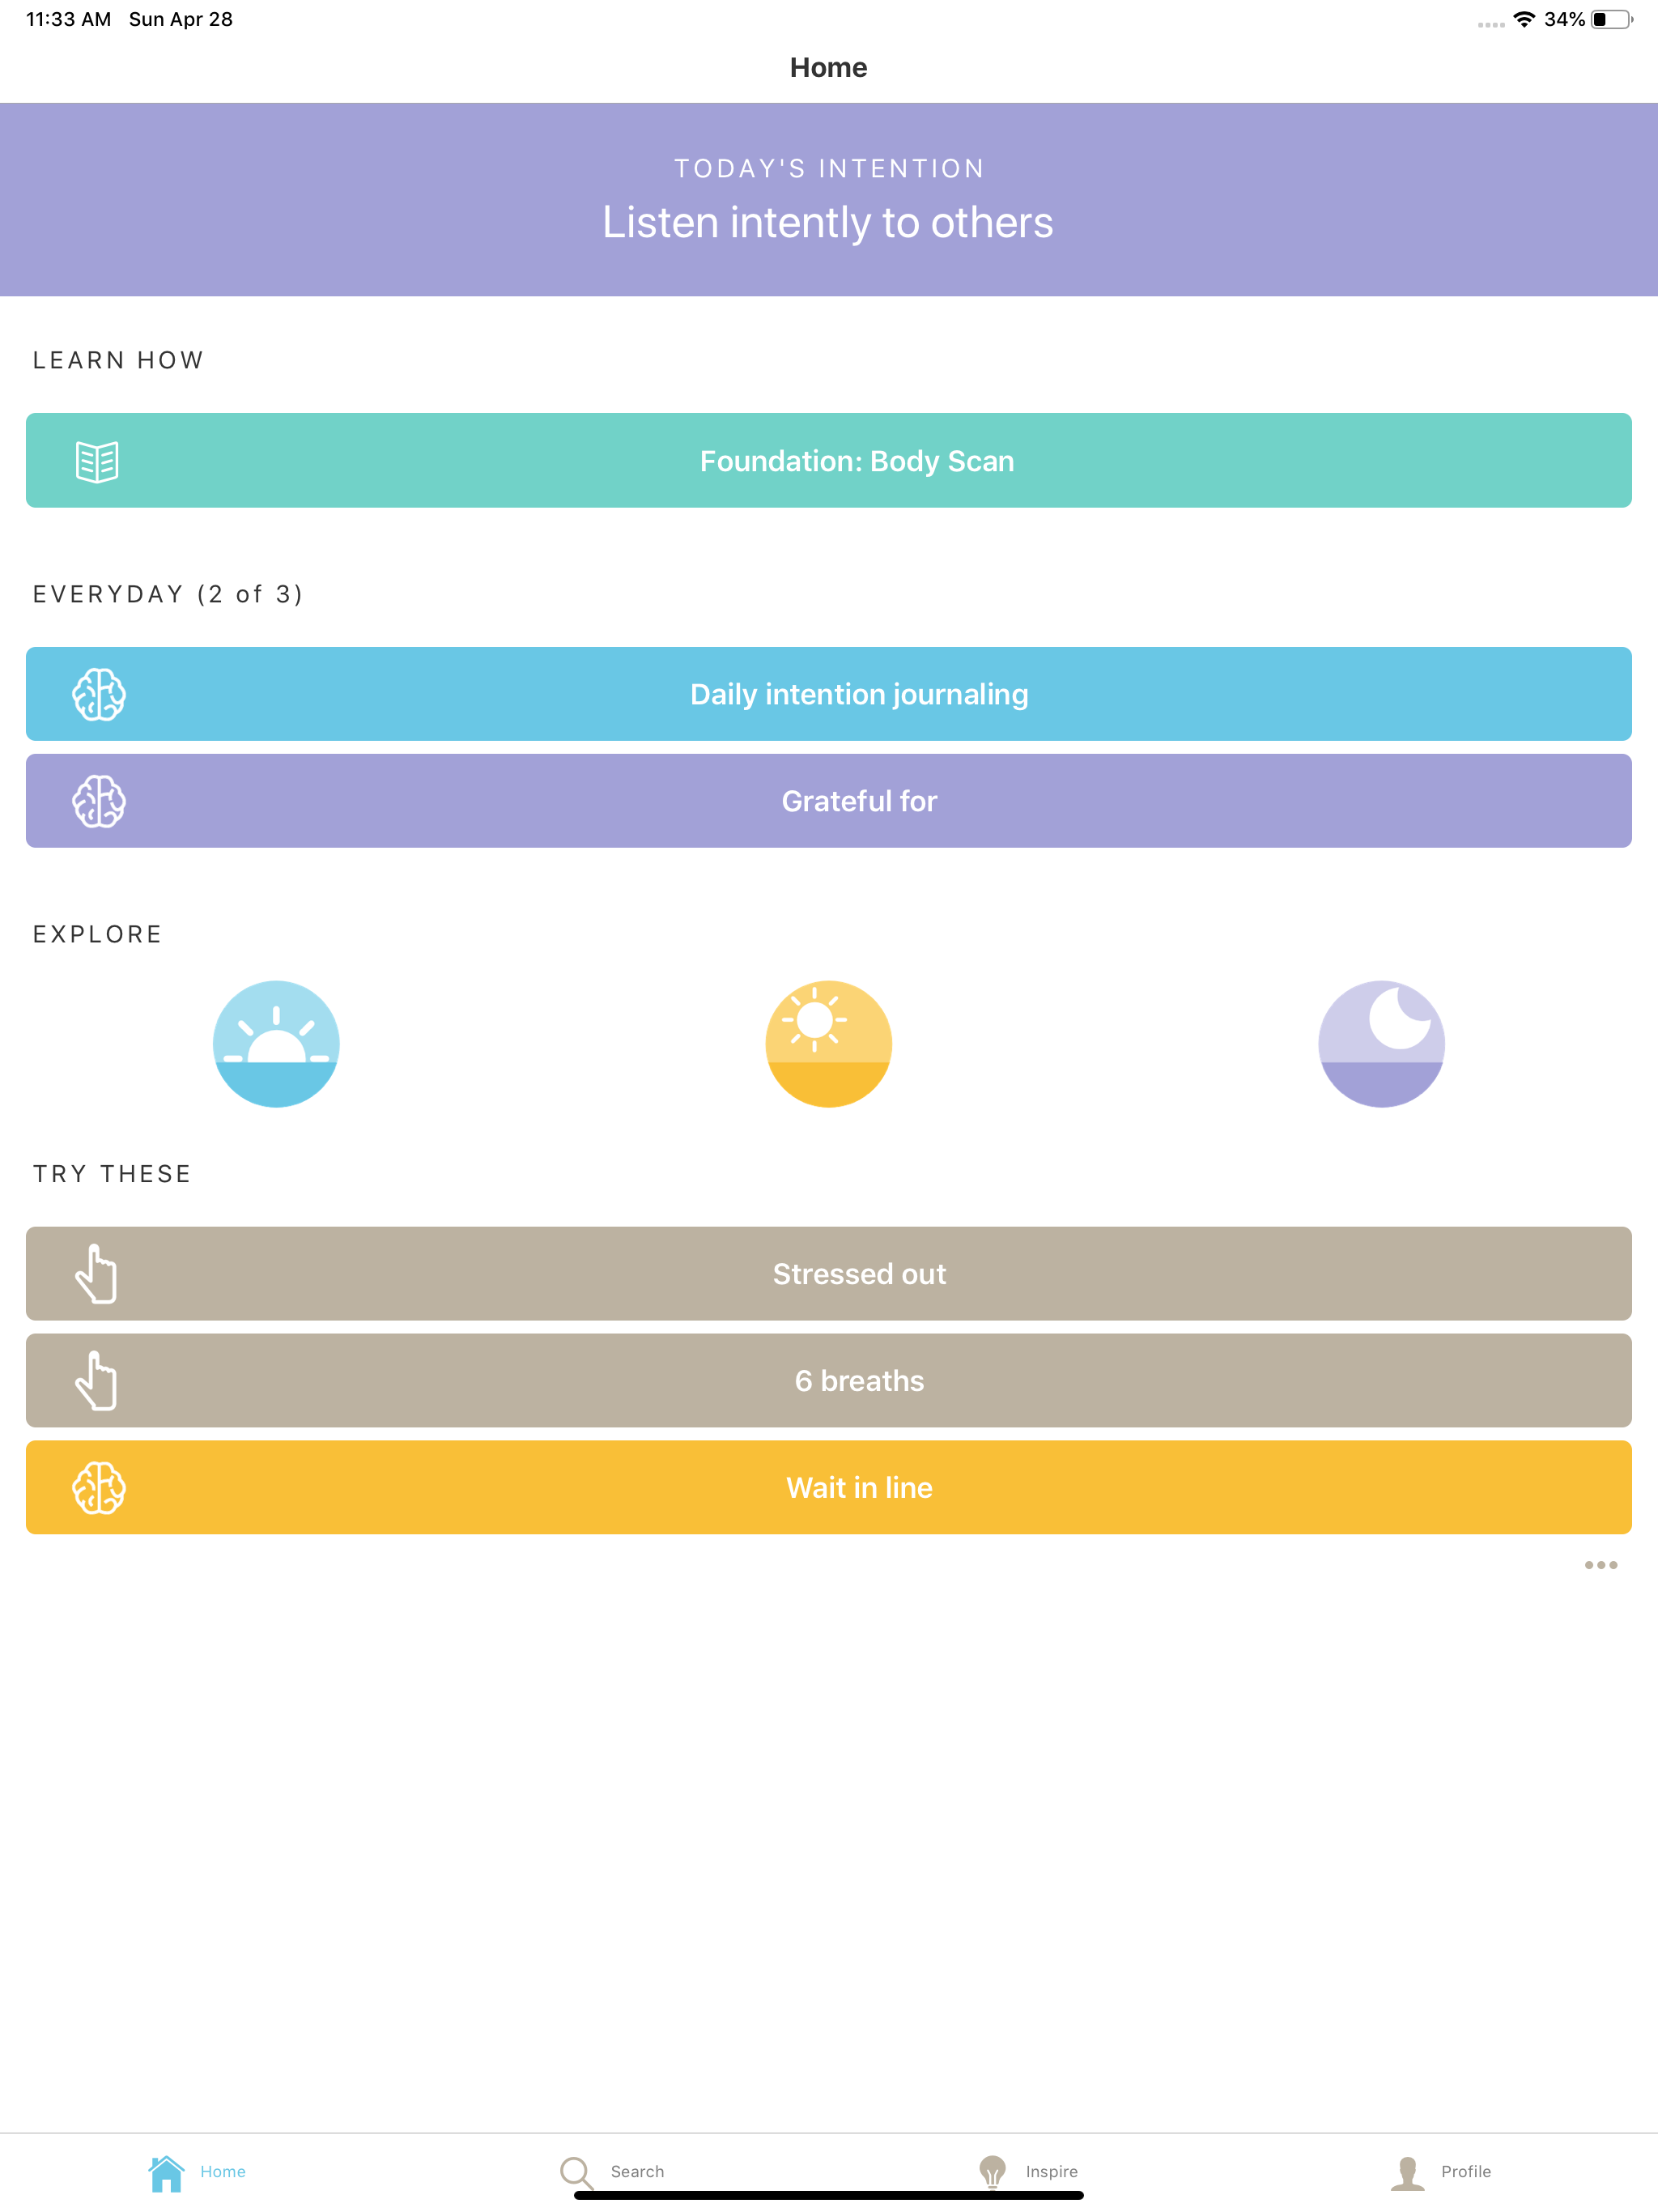 11:33 AM Sun Apr 28 34%
Home
TODAY'S INTENTION
Listen intently to others
LEARN HOW
Foundation: Body Scan
EVERYDAY (2 of 3)
Daily intention journaling
Grateful for
EXPLORE
TRY THESE
Stressed out
6 breaths
Wait in line
Home Search Inspire Profile